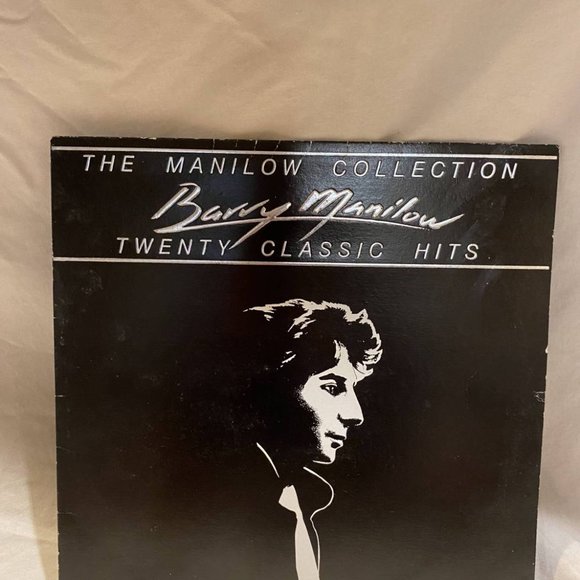 THE MANILOW COLLECTION
Barry Manilow
TWENTY CLASSIC HITS